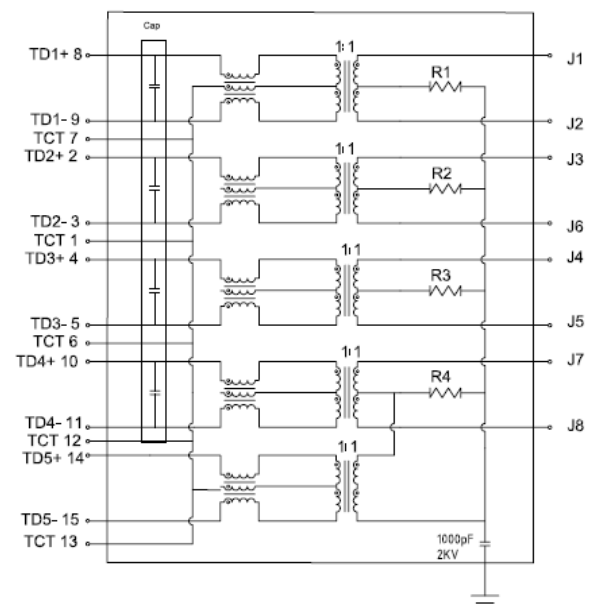 Cap
TD1+ 8 1:1 J1
R1
TD1- 9 J2
TCT 7
TD2+ 2 1:1 J3
R2
TD2- 3 J6
TCT 1
TD3+ 4 1:1 J4
R3
TD3- 5 J5
TCT 6
TD4+ 10 1:1 J7
R4
TD4- 11 J8
TCT 12
TD5+ 14 1:1
TD5- 15
TCT 13
1000pF
2KV